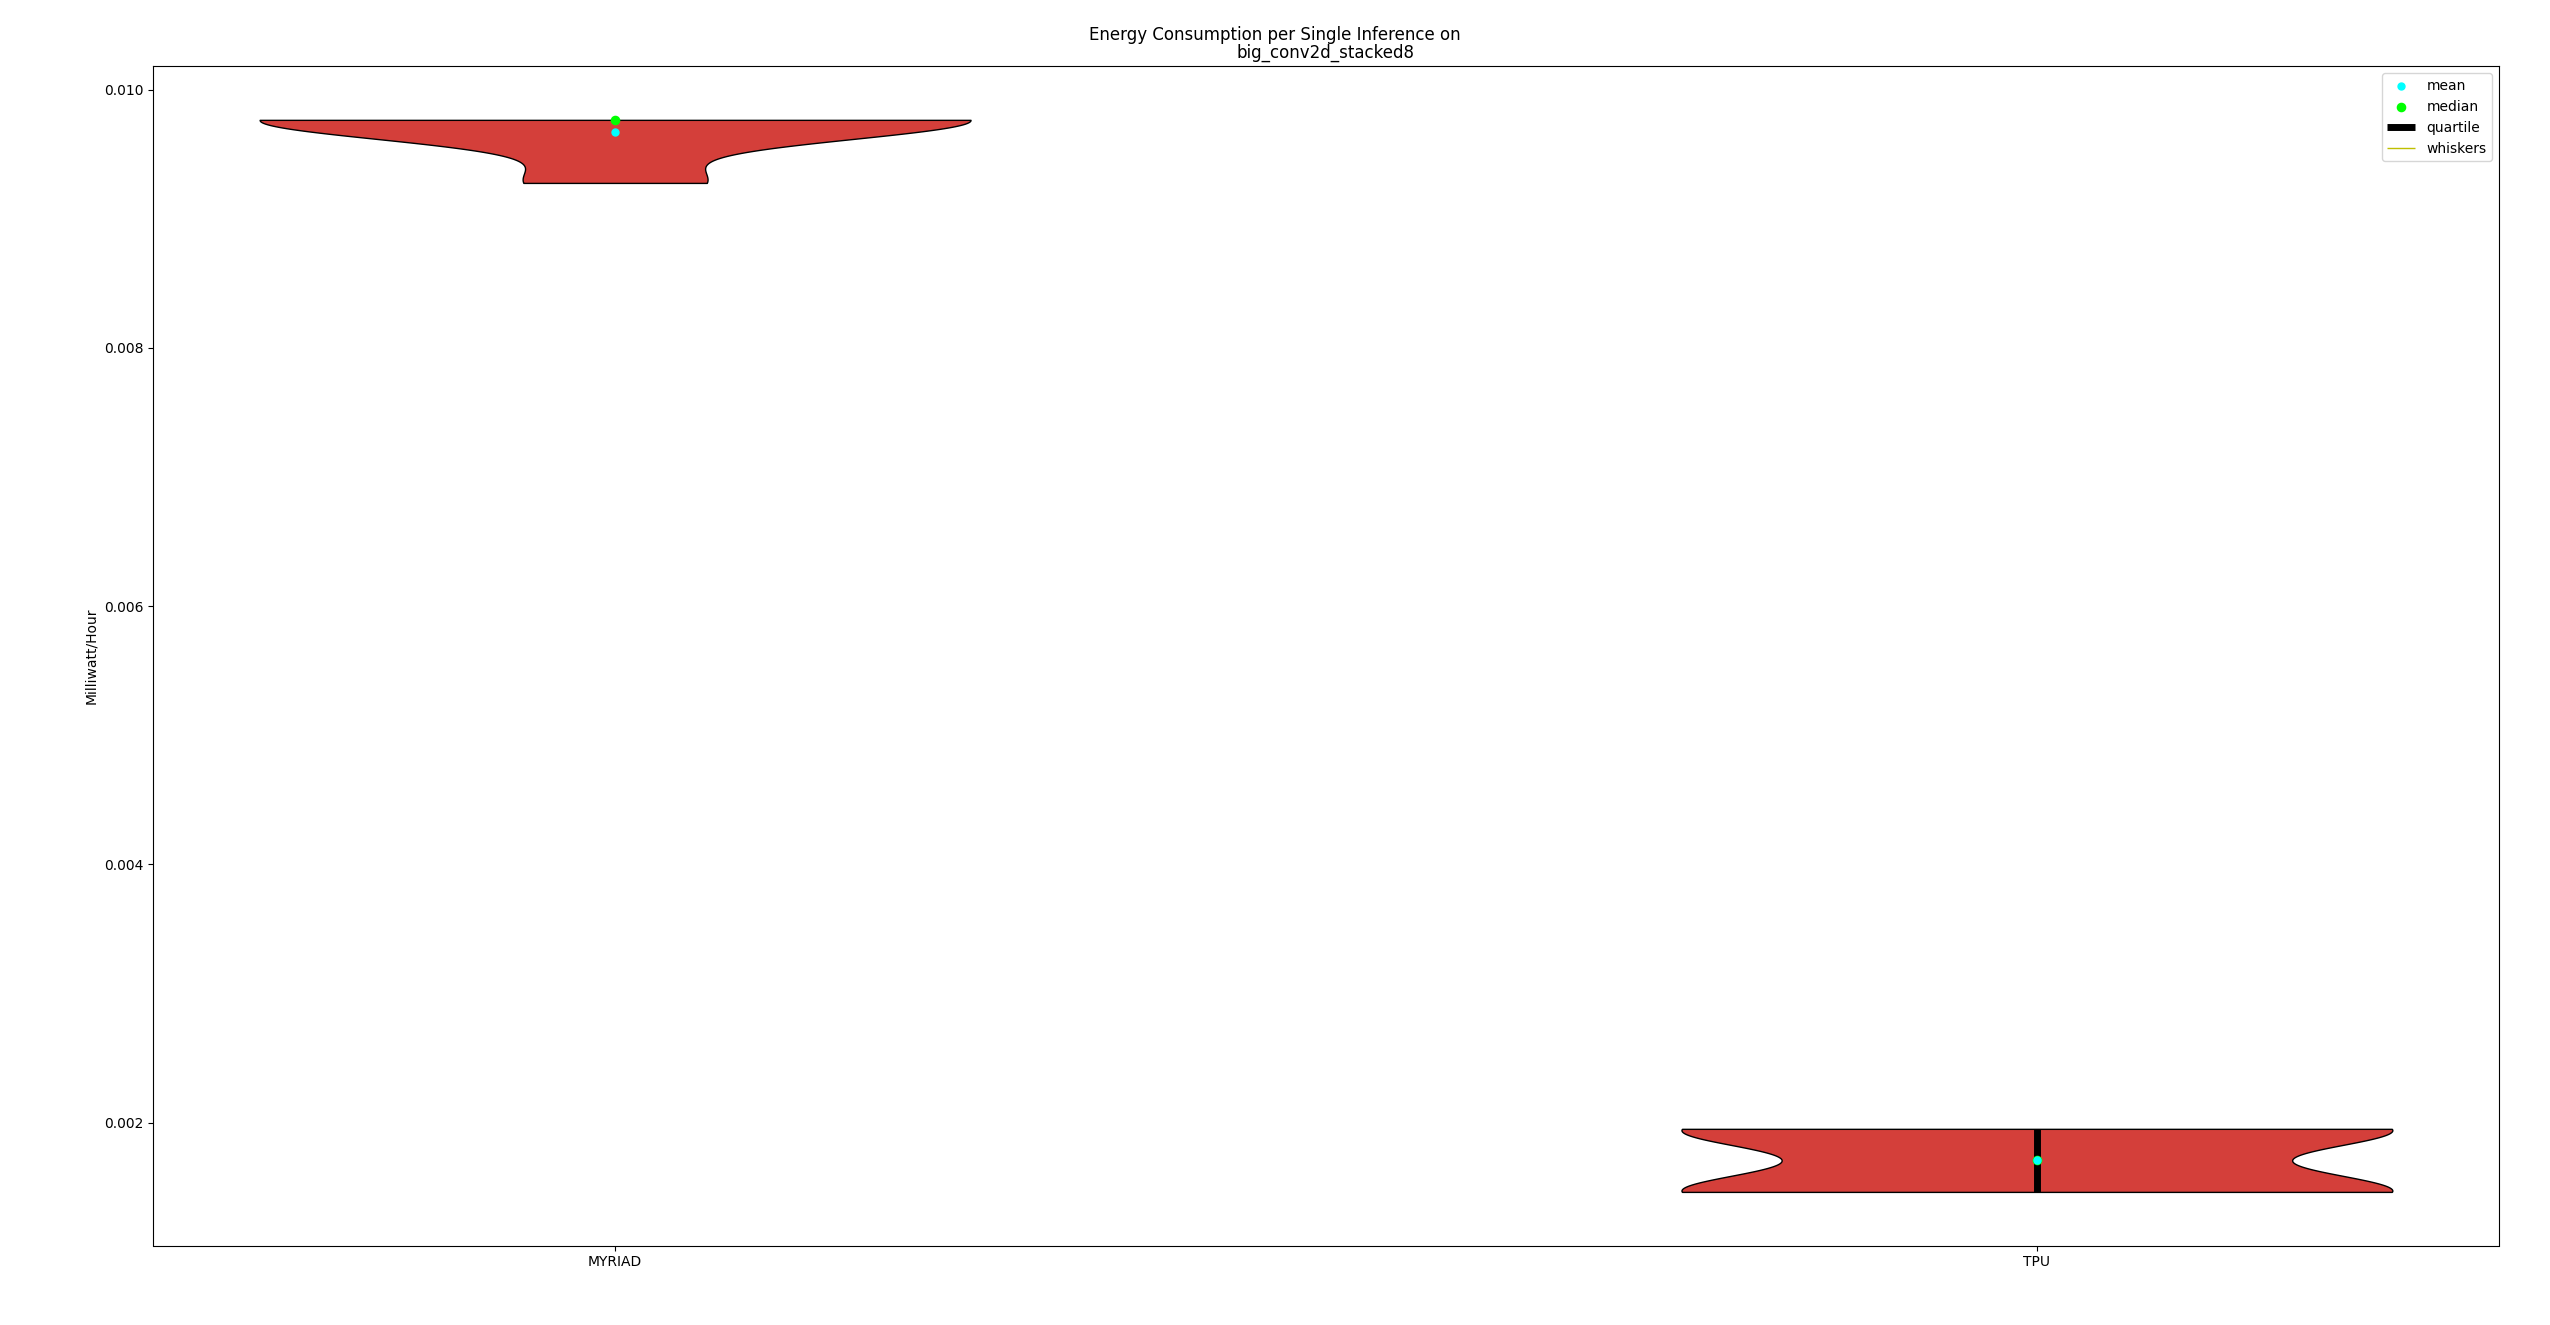 Energy Consumption per Single Inference on
big_conv2d_stacked8
0.010
0.008
0.006
0.004
0.002
Milliwatt/Hour
mean
median
quartile
whiskers
MYRIAD
TPU